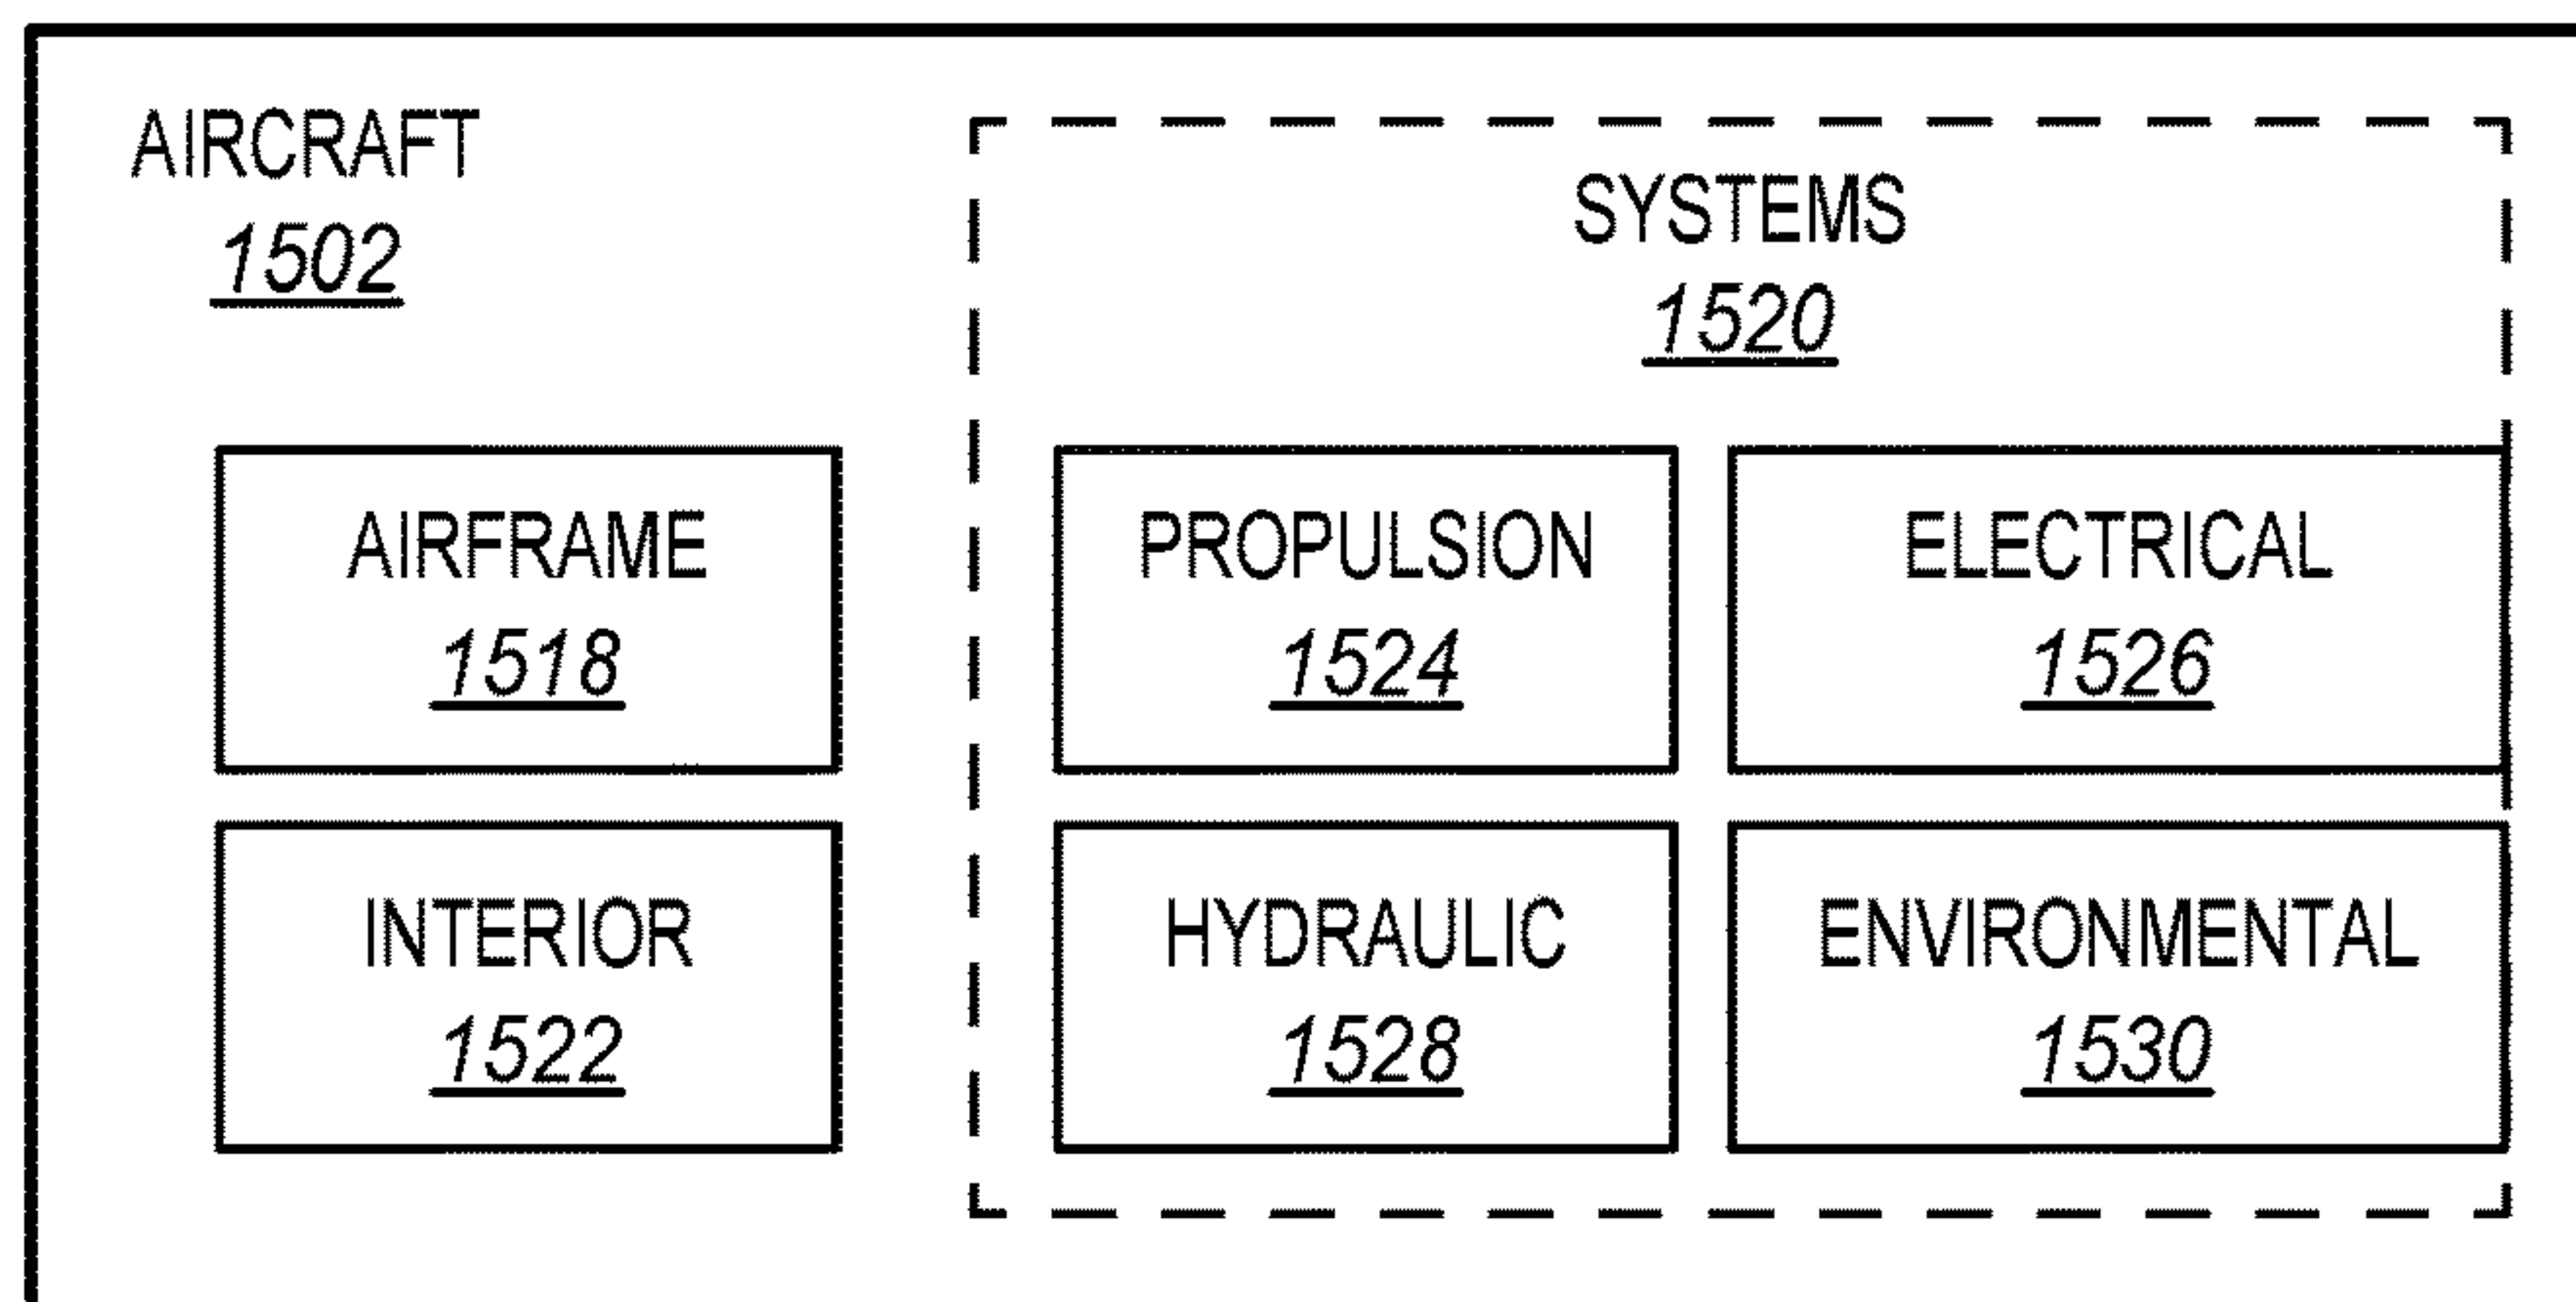 AIRCRAFT
1502
SYSTEMS
1520
AIRFRAME
1518
PROPULSION
1524
ELECTRICAL
1526
INTERIOR
1522
HYDRAULIC
1528
ENVIRONMENTAL
1530